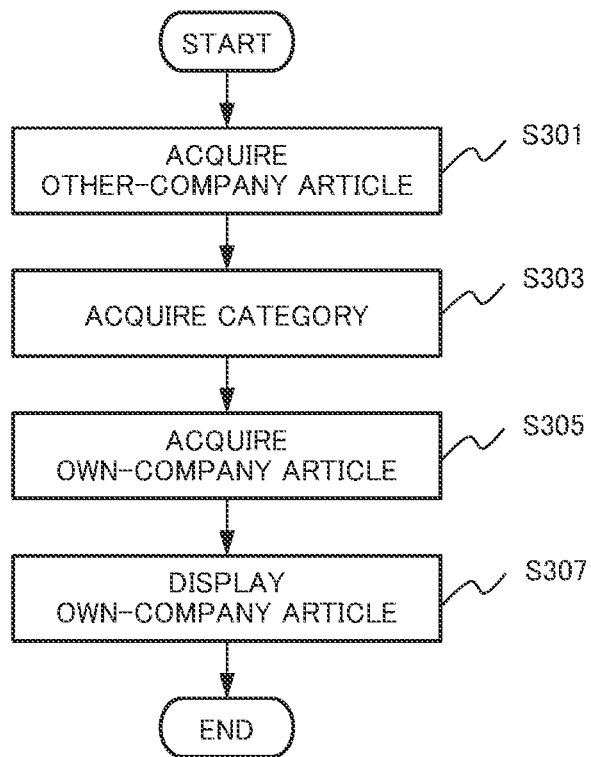 START
ACQUIRE
OTHER-COMPANY ARTICLE
S301
ACQUIRE CATEGORY
S303
ACQUIRE
OWN-COMPANY ARTICLE
S305
DISPLAY
OWN-COMPANY ARTICLE
S307
END